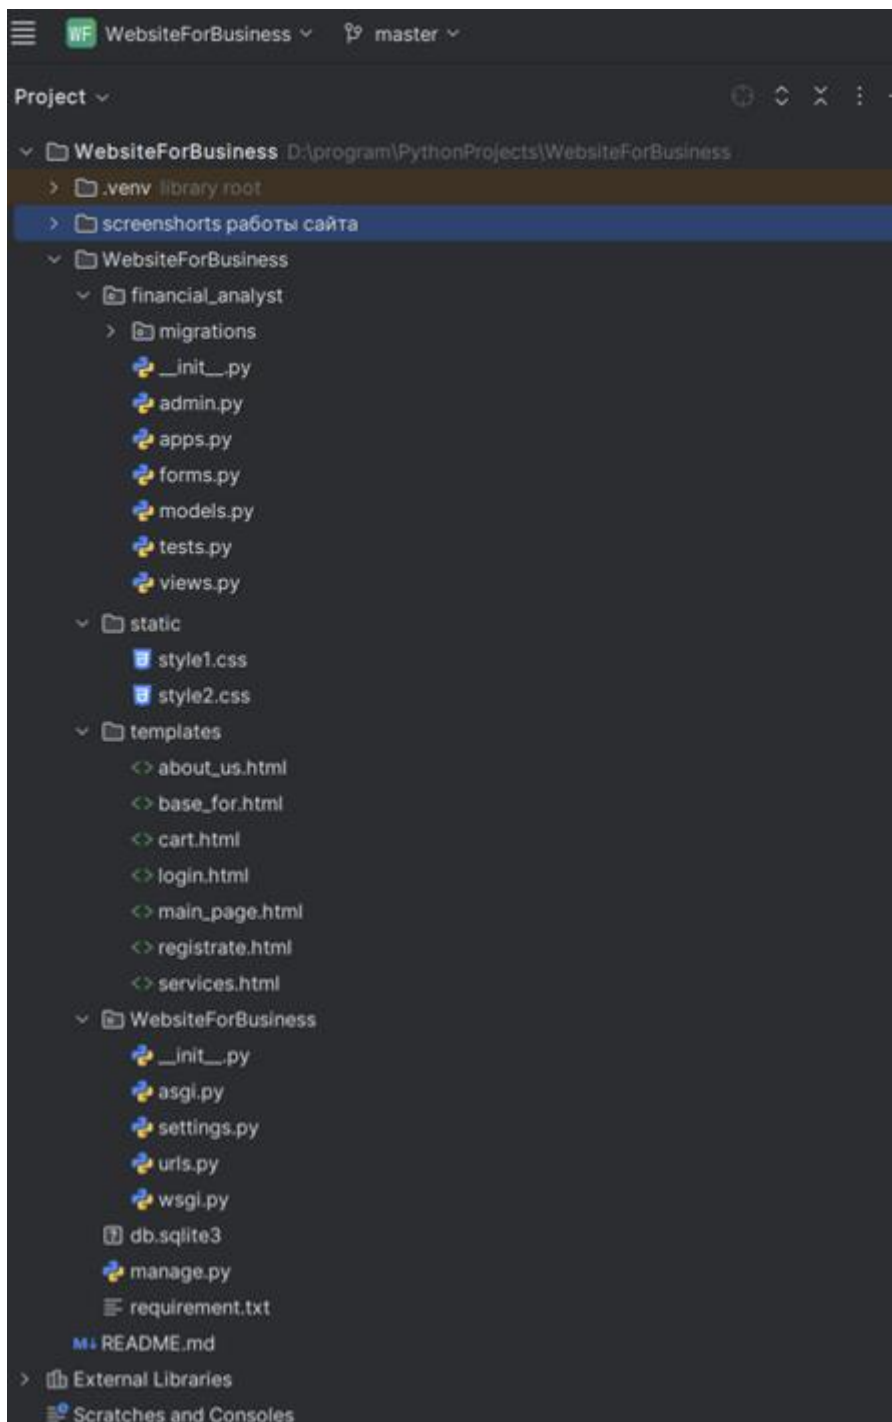 WF WebsiteForBusiness master
Project
WebsiteForBusiness D:\program\PythonProjects\WebsiteForBusiness
.venv library root
screenshorts работы сайта
WebsiteForBusiness
financial_analyst
migrations
__init__.py
admin.py
apps.py
forms.py
models.py
tests.py
views.py
static
style1.css
style2.css
templates
about_us.html
base_for.html
cart.html
login.html
main_page.html
registrate.html
services.html
WebsiteForBusiness
__init__.py
asgi.py
settings.py
urls.py
wsgi.py
db.sqlite3
manage.py
requirement.txt
M↓ README.md
External Libraries
Scratches and Consoles